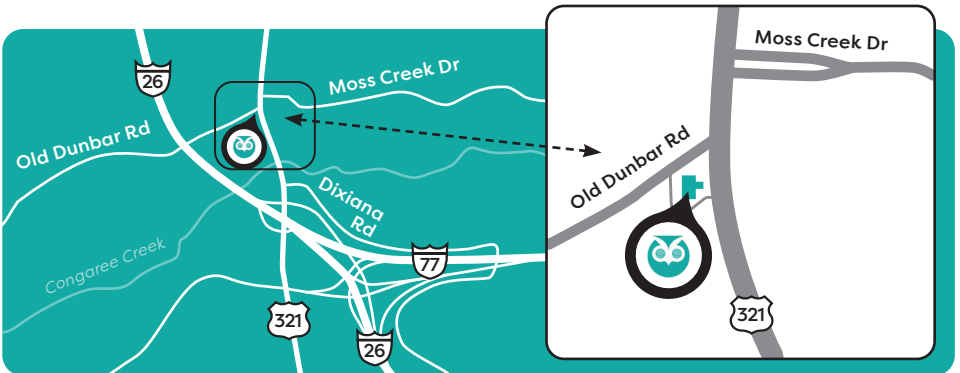 26
Moss Creek Dr
Old Dunbar Rd
Dixiana
Rd
Congaree Creek
77
321
26
Moss Creek Dr
Old Dunbar Rd
321